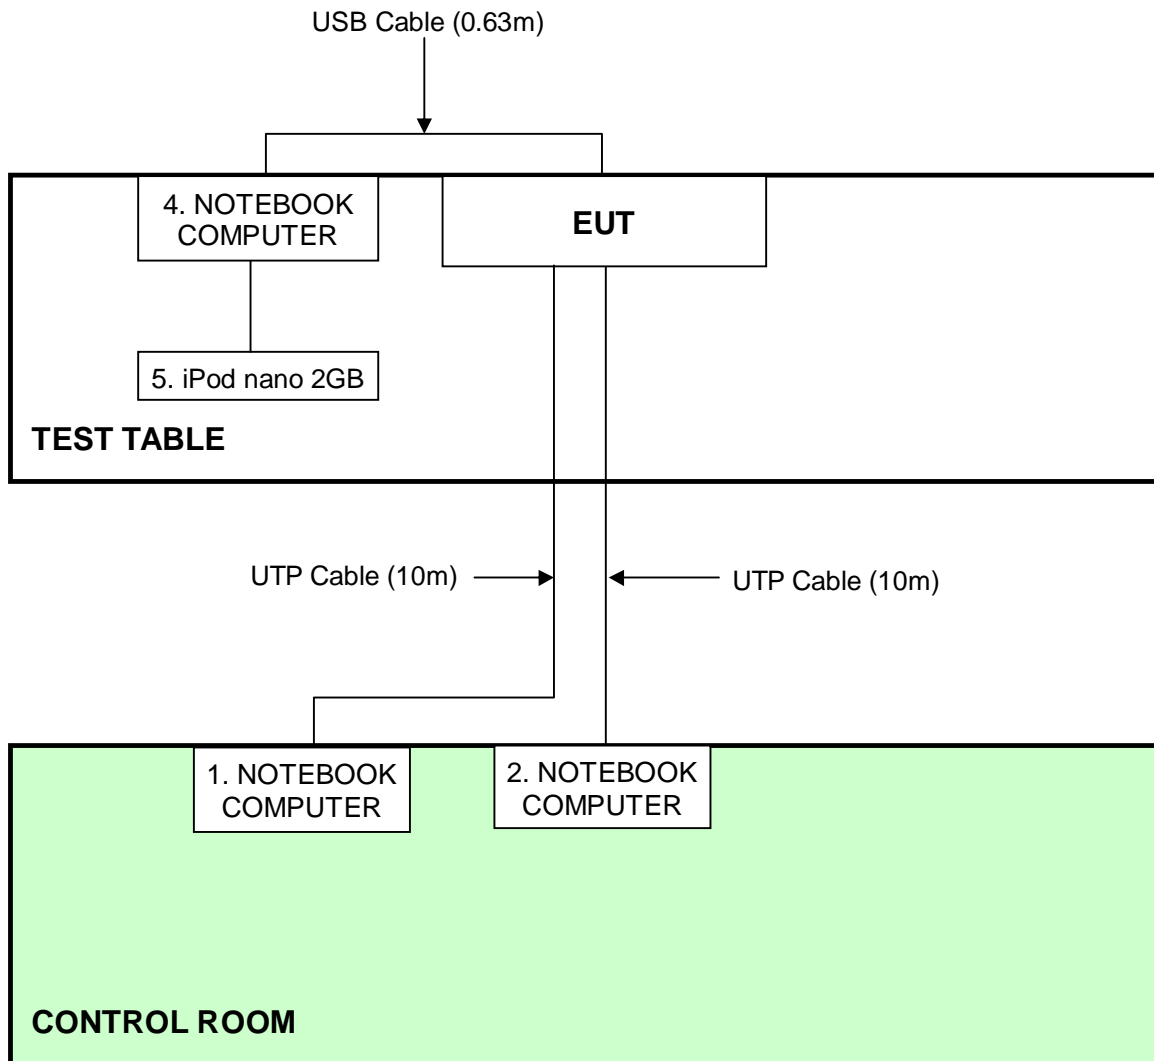 USB Cable (0.63m)
4. NOTEBOOK
COMPUTER
EUT
5. iPod nano 2GB
TEST TABLE
UTP Cable (10m)
UTP Cable (10m)
1. NOTEBOOK
COMPUTER
2. NOTEBOOK
COMPUTER
CONTROL ROOM